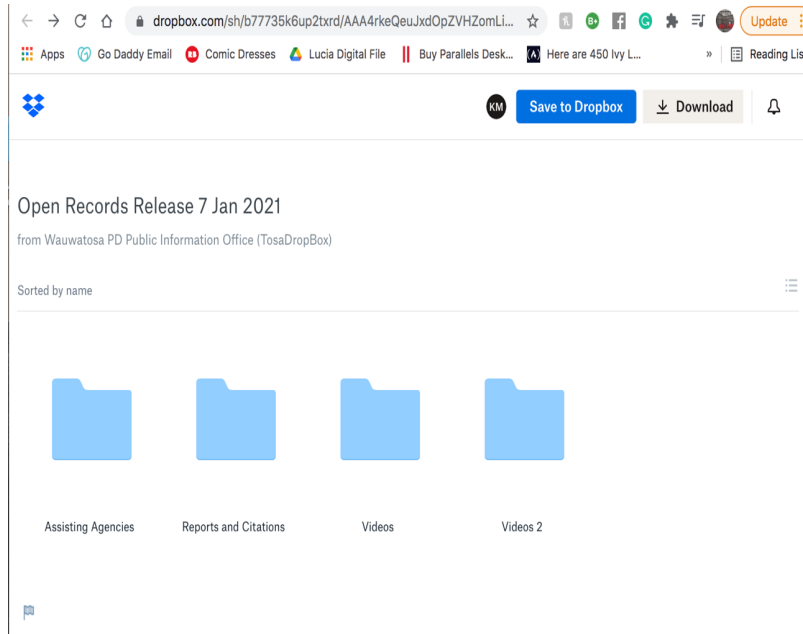 dropbox.com/sh/b77735k6up2txrd/AAA4rkeQeuJxdOpZVHZomLi...
Update
Apps Go Daddy Email Comic Dresses Lucia Digital File Buy Parallels Desk... Here are 450 Ivy L... » Reading Lis
KM Save to Dropbox Download
Open Records Release 7 Jan 2021
from Wauwatosa PD Public Information Office (TosaDropBox)
Sorted by name
Assisting Agencies Reports and Citations Videos Videos 2